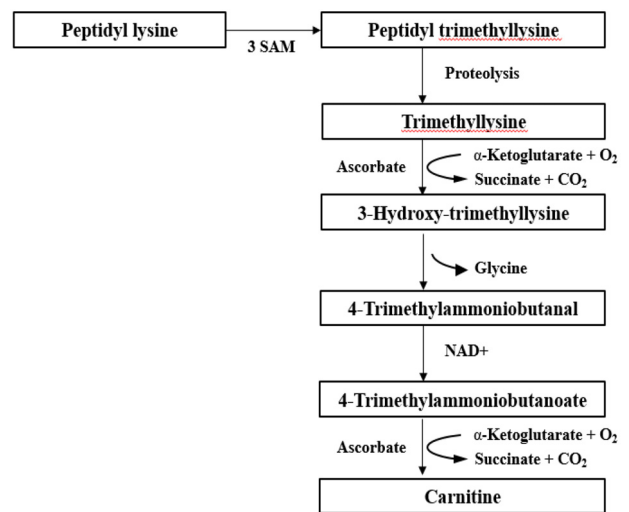 Peptidyl lysine
3 SAM
Peptidyl trimethyllysine
Proteolysis
Trimethyllysine
Ascorbate
α-Ketoglutarate + O₂
Succinate + CO₂
3-Hydroxy-trimethyllysine
Glycine
4-Trimethylammoniobutanal
NAD+
4-Trimethylammoniobutanoate
Ascorbate
α-Ketoglutarate + O₂
Succinate + CO₂
Carnitine